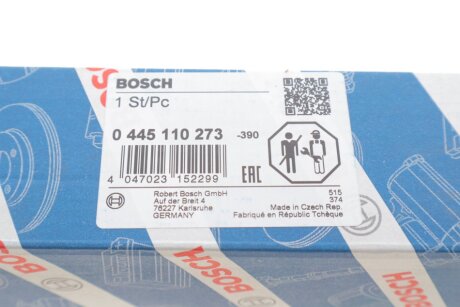 BOSCH
1 St/Pc
0 445 110 273 -390
EAC
4 047023 152299
Robert Bosch GmbH
Auf der Breit 4
76227 Karlsruhe
GERMANY
515
374
Made in Czech Rep.
Fabriqué en République Tchèque
BOSCH
BOSCH
BOSCH